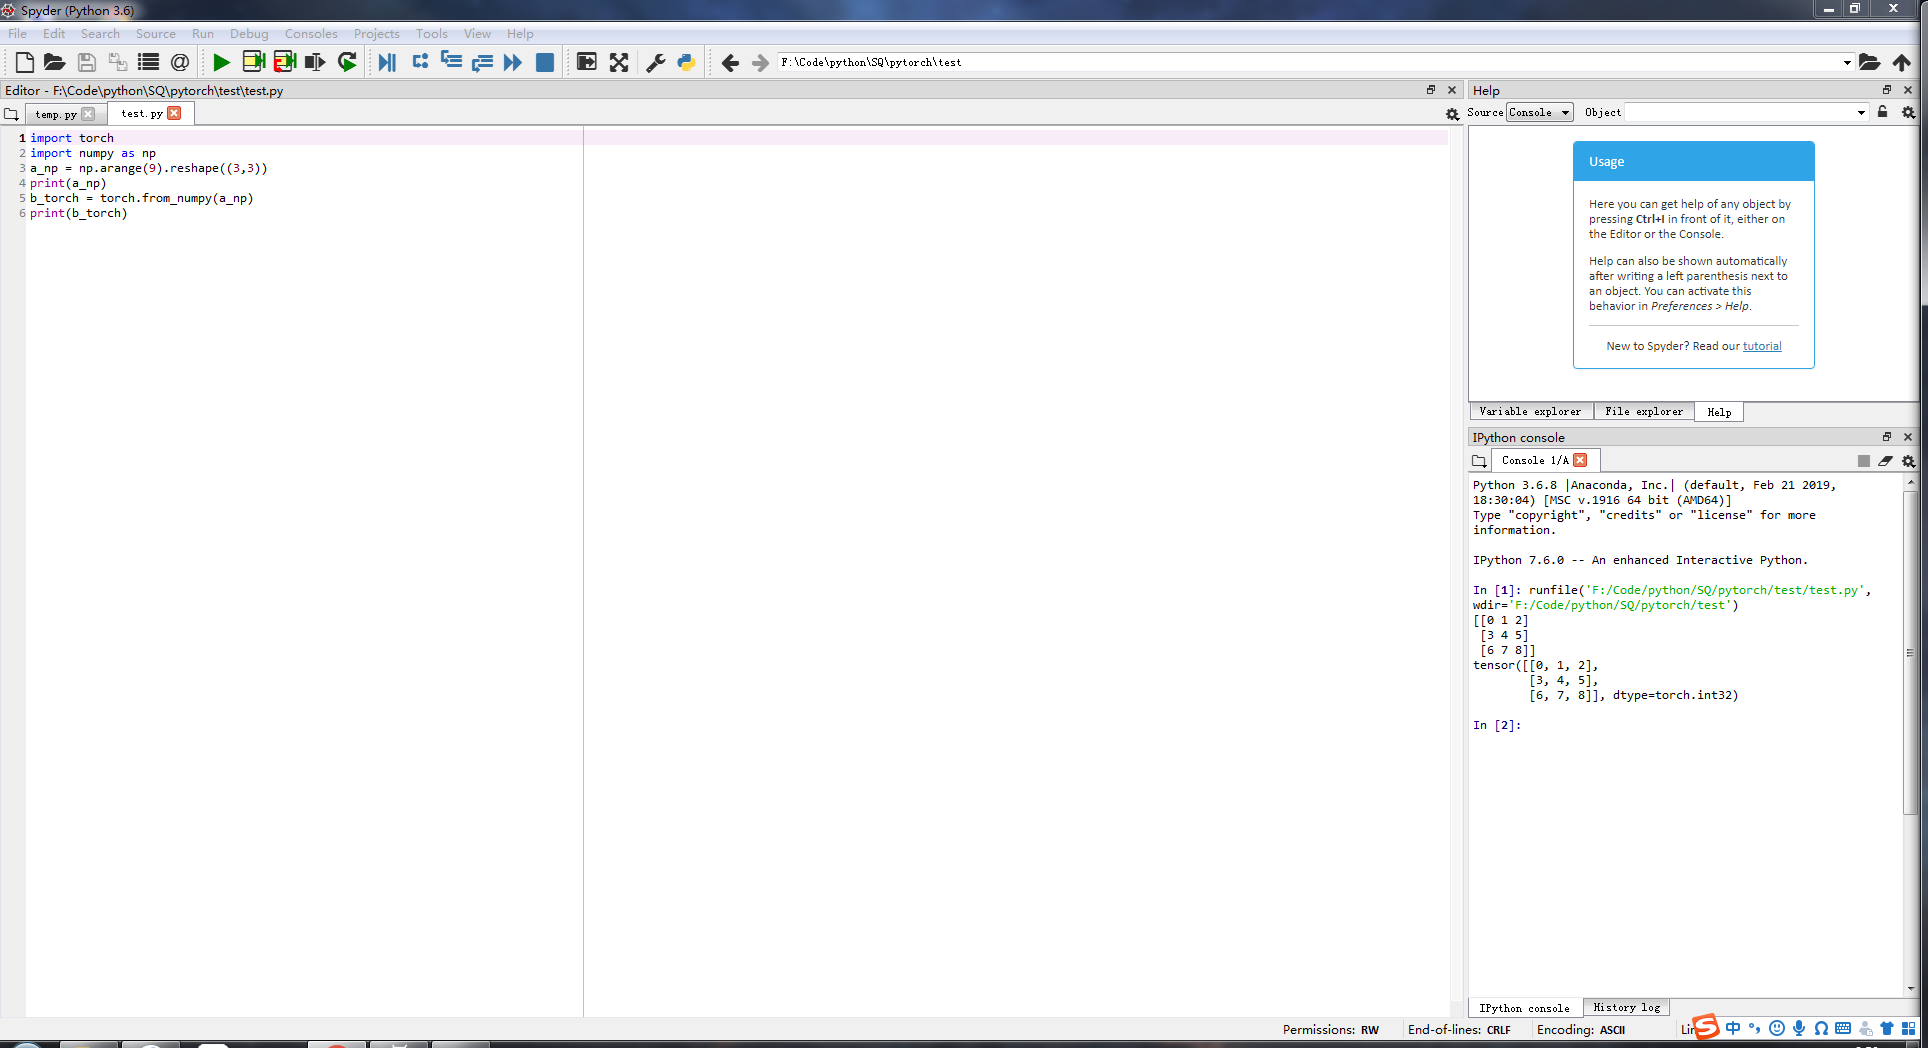 Spyder (Python 3.6)
File Edit Search Source Run Debug Consoles Projects Tools View Help
F:\Code\python\SQ\pytorch\test
Editor - F:\Code\python\SQ\pytorch\test\test.py
temp.py test.py
1 import torch
2 import numpy as np
3 a_np = np.arange(9).reshape((3,3))
4 print(a_np)
5 b_torch = torch.from_numpy(a_np)
6 print(b_torch)
Help
Source Console Object
Usage
Here you can get help of any object by
pressing Ctrl+I in front of it, either on
the Editor or the Console.
Help can also be shown automatically
after writing a left parenthesis next to
an object. You can activate this
behavior in Preferences > Help.
New to Spyder? Read our tutorial
Variable explorer File explorer Help
IPython console
Console 1/A
Python 3.6.8 |Anaconda, Inc.| (default, Feb 21 2019,
18:30:04) [MSC v.1916 64 bit (AMD64)]
Type "copyright", "credits" or "license" for more
information.
IPython 7.6.0 -- An enhanced Interactive Python.
In [1]: runfile('F:/Code/python/SQ/pytorch/test/test.py',
wdir='F:/Code/python/SQ/pytorch/test')
[[0 1 2]
[3 4 5]
[6 7 8]]
tensor([[0, 1, 2],
[3, 4, 5],
[6, 7, 8]], dtype=torch.int32)
In [2]:
IPython console History log
Permissions: RW End-of-lines: CRLF Encoding: ASCII 中